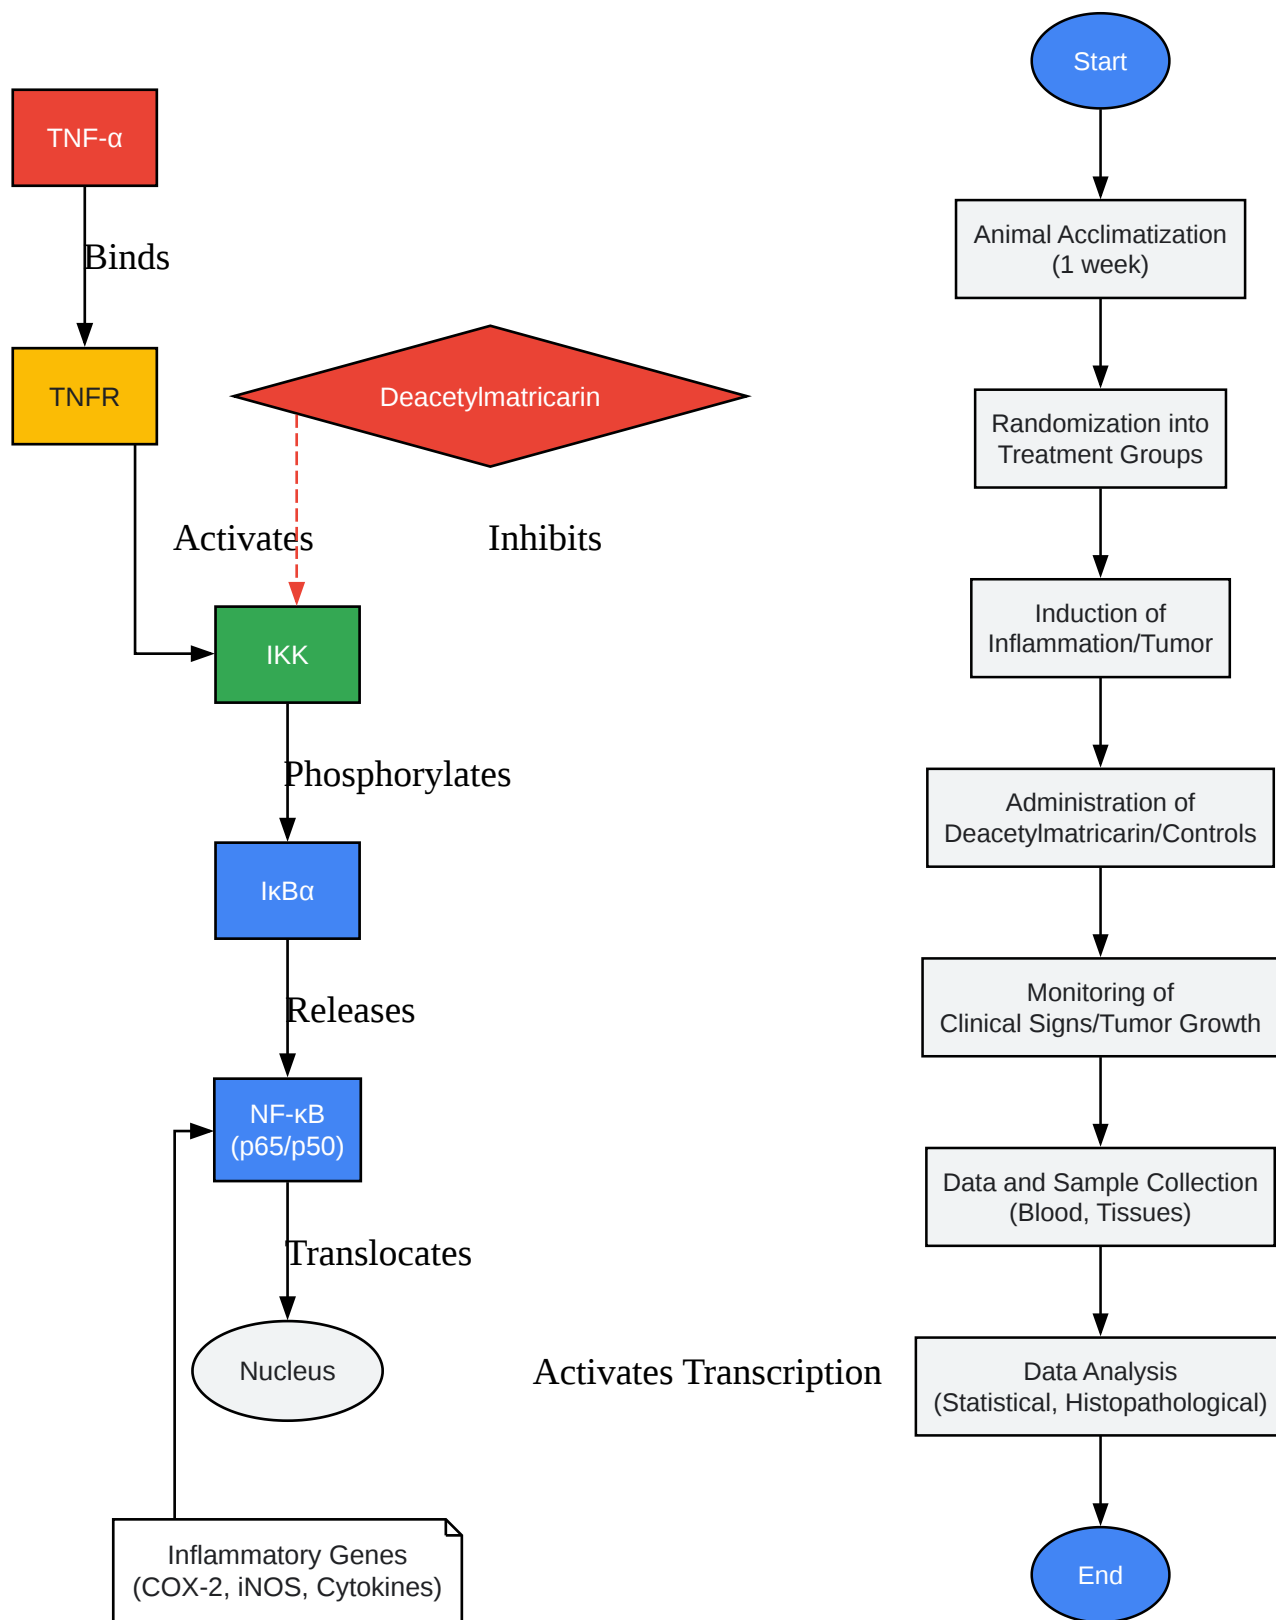 TNF-α
Binds
TNFR
Deacetylmatricarin
Activates
Inhibits
IKK
Phosphorylates
IκBα
Releases
NF-κB
(p65/p50)
Translocates
Nucleus
Activates Transcription
Inflammatory Genes
(COX-2, iNOS, Cytokines)
Start
Animal Acclimatization
(1 week)
Randomization into
Treatment Groups
Induction of
Inflammation/Tumor
Administration of
Deacetylmatricarin/Controls
Monitoring of
Clinical Signs/Tumor Growth
Data and Sample Collection
(Blood, Tissues)
Data Analysis
(Statistical, Histopathological)
End